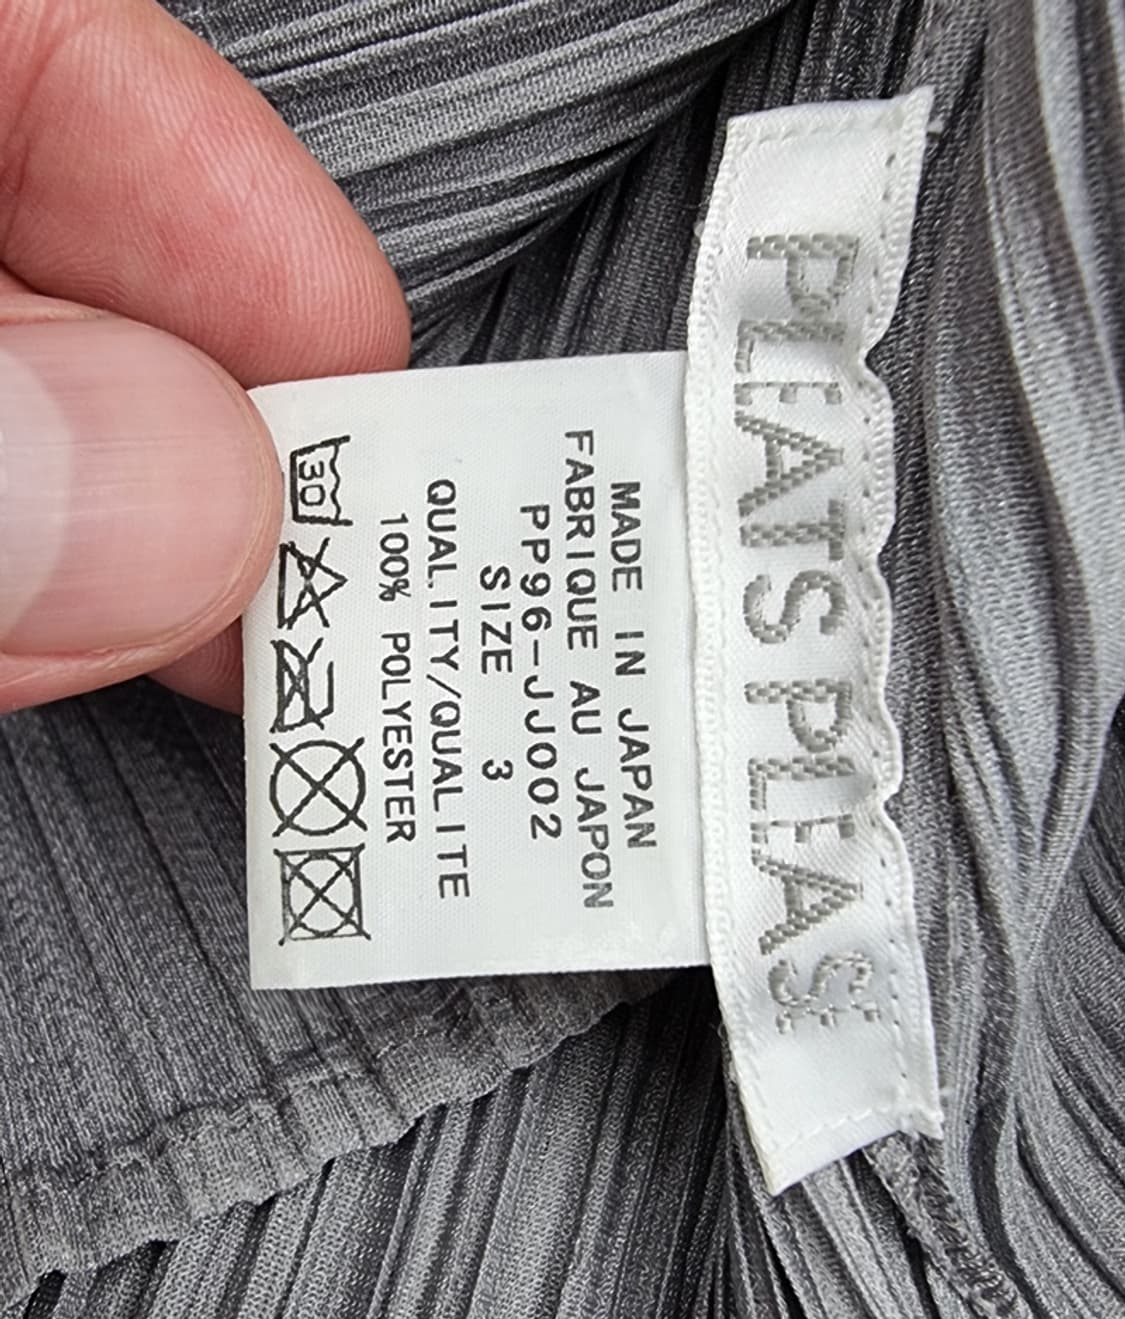 PLEATS PLEASE
MADE IN JAPAN
FABRIQUE AU JAPON
PP96-JJ002
SIZE 3
QUALITY/QUALITE
100% POLYESTER
30